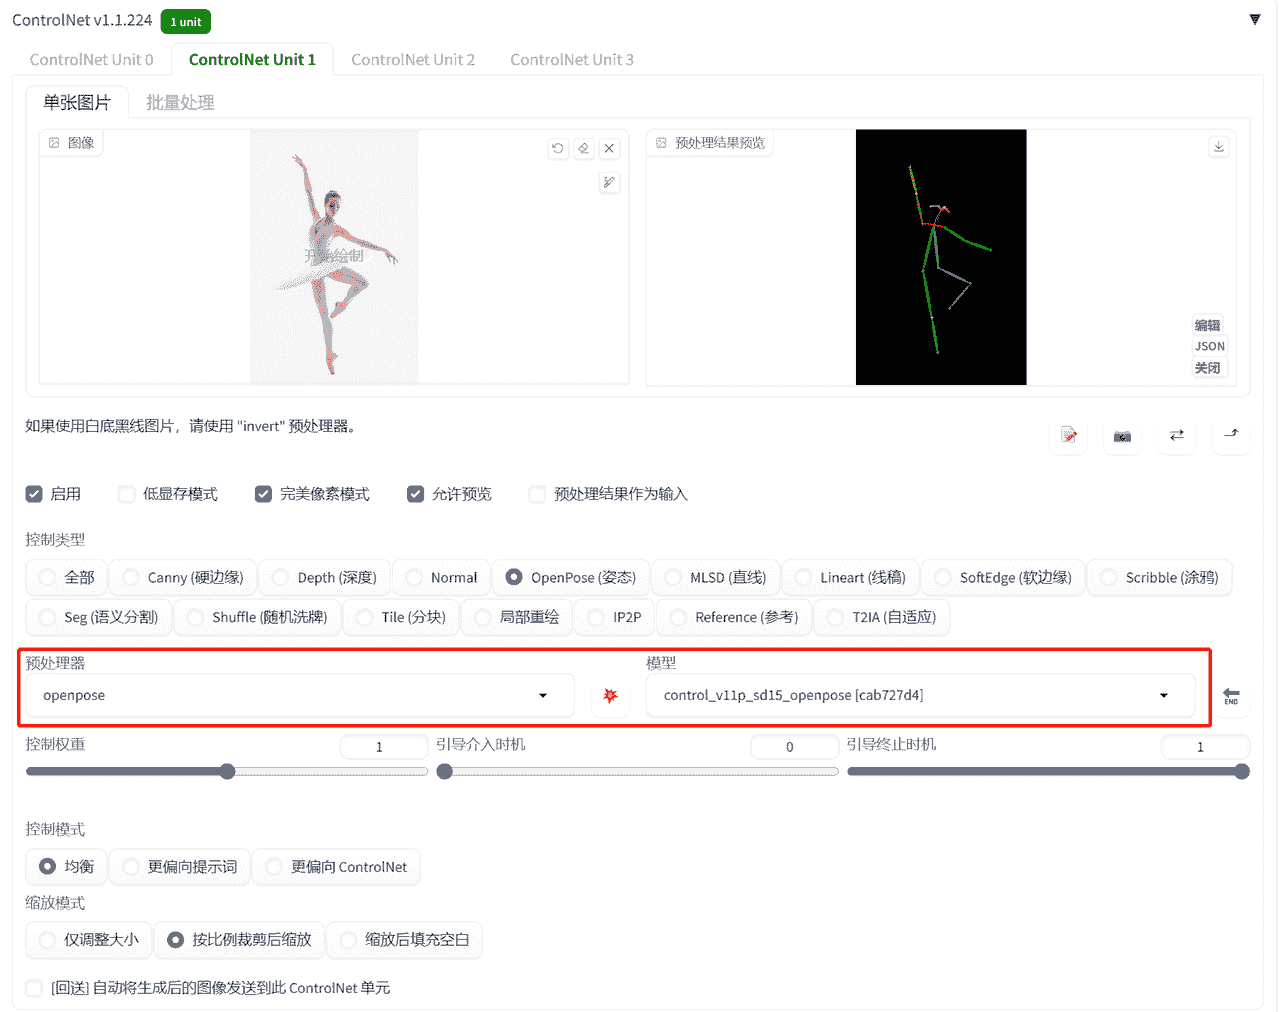 ControlNet v1.1.224 1 unit
ControlNet Unit 0 ControlNet Unit 1 ControlNet Unit 2 ControlNet Unit 3
单张图片 批量处理
图像 预处理结果预览
开始绘制
编辑
JSON
关闭
如果使用白底黑线图片，请使用 "invert" 预处理器。
启用 低显存模式 完美像素模式 允许预览 预处理结果作为输入
控制类型
全部 Canny (硬边缘) Depth (深度) Normal OpenPose (姿态) MLSD (直线) Lineart (线稿) SoftEdge (软边缘) Scribble (涂鸦)
Seg (语义分割) Shuffle (随机洗牌) Tile (分块) 局部重绘 IP2P Reference (参考) T2IA (自适应)
预处理器 模型
openpose control_v11p_sd15_openpose [cab727d4] END
控制权重 1 引导介入时机 0 引导终止时机 1
控制模式
均衡 更偏向提示词 更偏向 ControlNet
缩放模式
仅调整大小 按比例裁剪后缩放 缩放后填充空白
[回送] 自动将生成后的图像发送到此 ControlNet 单元